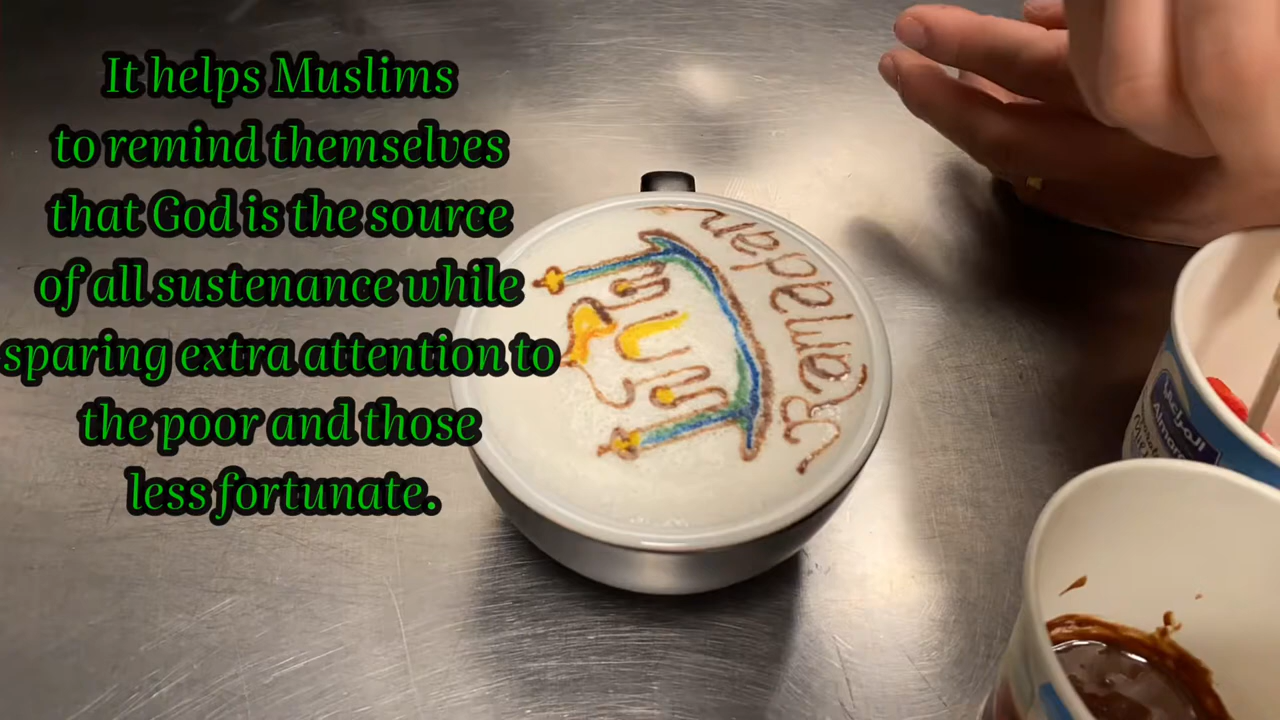 It helps Muslims
to remind themselves
that God is the source
of all sustenance while
sparing extra attention to
the poor and those
less fortunate.
Ramadan
المراعي